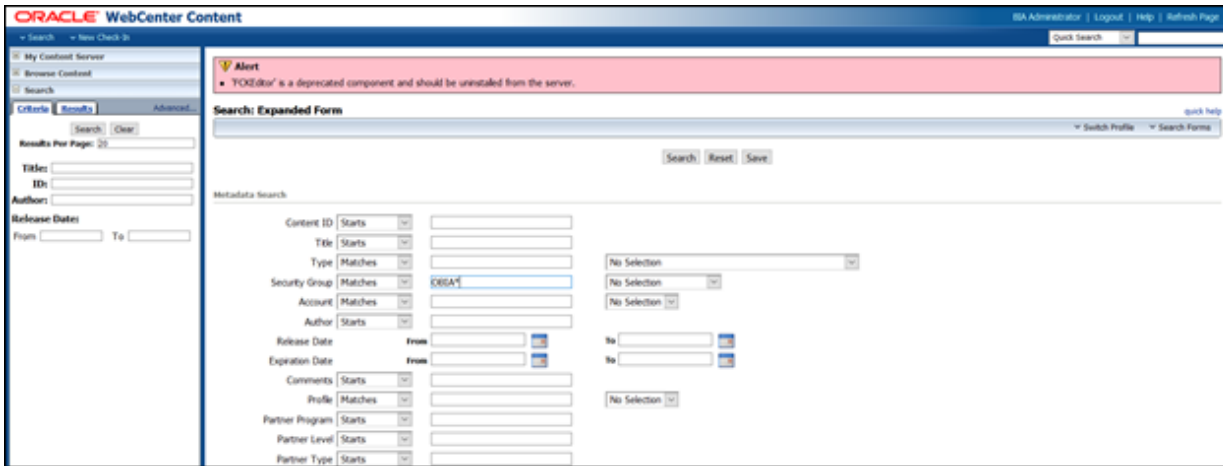 ORACLE WebCenter Content
BIA Administrator | Logout | Help | Refresh Page
Search New Check-In
Quick Search
My Content Server
Browse Content
Search
Criteria Results Advanced...
Search Clear
Results Per Page: 20
Title:
ID:
Author:
Release Date:
From To
Alert
'FCKEditor' is a deprecated component and should be uninstalled from the server.
Search: Expanded Form
quick help
Switch Profile Search Forms
Search Reset Save
Metadata Search
Content ID Starts
Title Starts
Type Matches No Selection
Security Group Matches OBIA* No Selection
Account Matches No Selection
Author Starts
Release Date From To
Expiration Date From To
Comments Starts
Profile Matches No Selection
Partner Program Starts
Partner Level Starts
Partner Type Starts